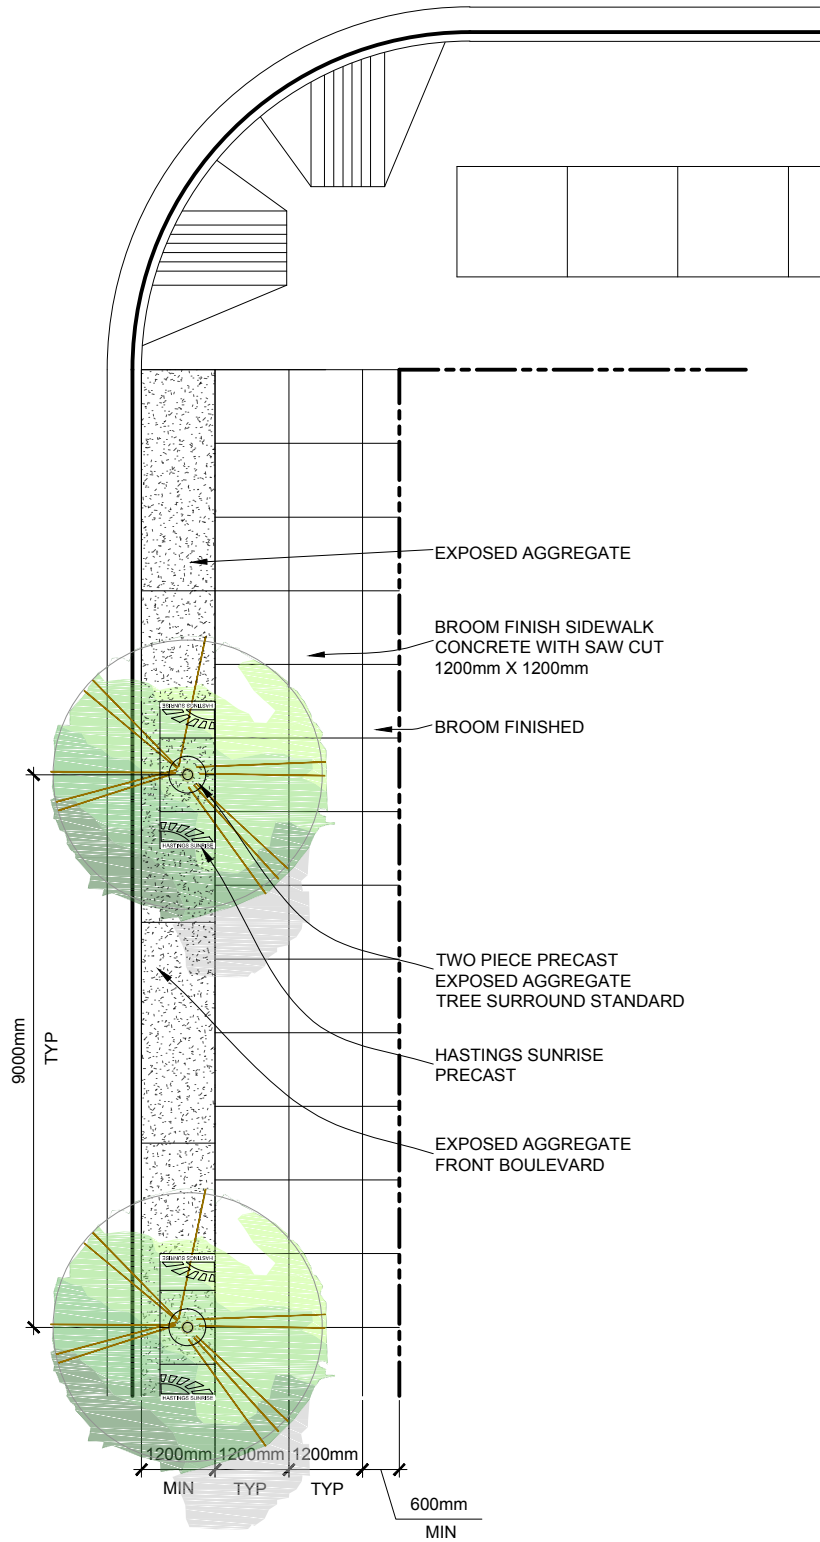 EXPOSED AGGREGATE
BROOM FINISH SIDEWALK
CONCRETE WITH SAW CUT
1200mm X 1200mm
HASTINGS SUNRISE
BROOM FINISHED
HASTINGS SUNRISE
TWO PIECE PRECAST
EXPOSED AGGREGATE
TREE SURROUND STANDARD
9000mm
TYP
HASTINGS SUNRISE
PRECAST
EXPOSED AGGREGATE
FRONT BOULEVARD
HASTINGS SUNRISE
HASTINGS SUNRISE
1200mm 1200mm 1200mm
MIN TYP TYP
600mm
MIN